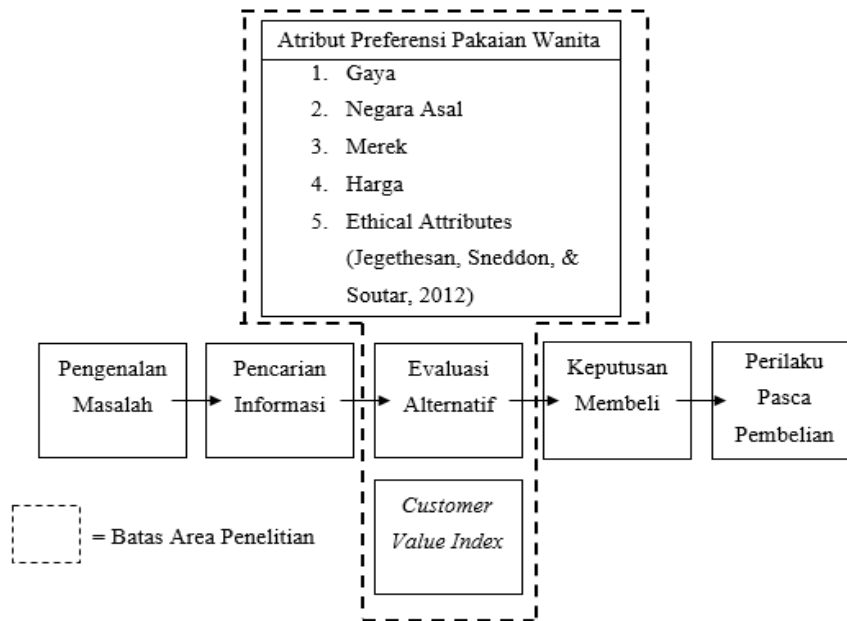 Atribut Preferensi Pakaian Wanita
1. Gaya
2. Negara Asal
3. Merek
4. Harga
5. Ethical Attributes
(Jegethesan, Sneddon, &
Soutar, 2012)
Pengenalan
Masalah
Pencarian
Informasi
Evaluasi
Alternatif
Keputusan
Membeli
Perilaku
Pasca
Pembelian
Customer
Value Index
= Batas Area Penelitian